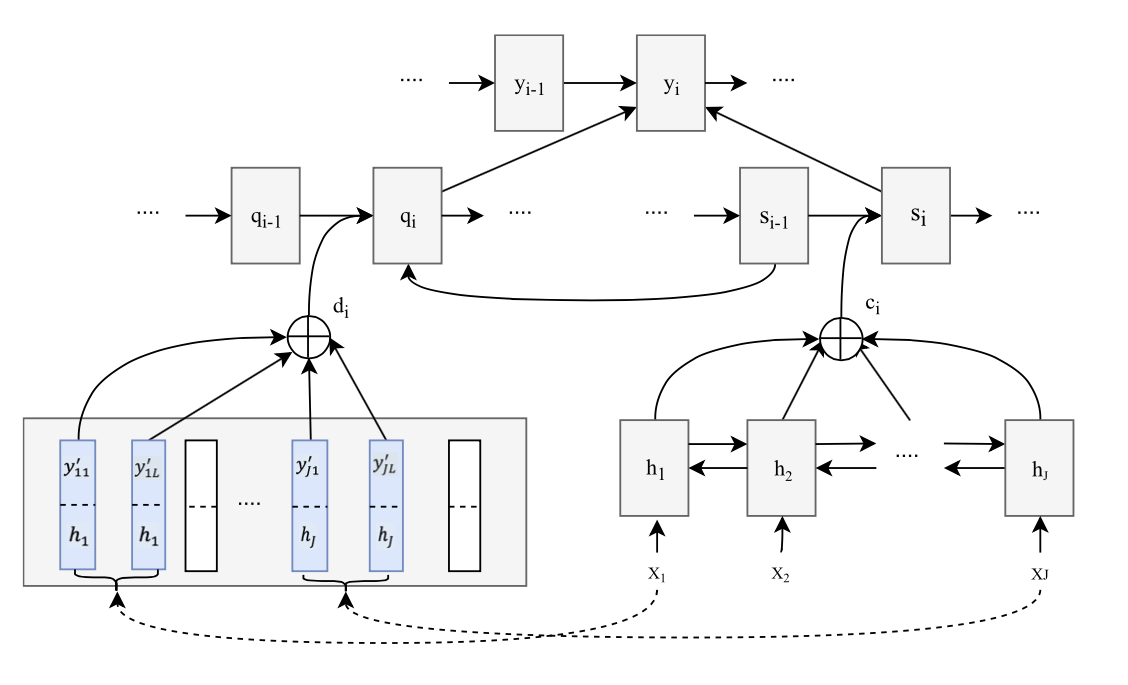 .... y_{i-1} y_i ....
.... q_{i-1} q_i .... .... s_{i-1} s_i ....
d_i c_i
y'_{11} y'_{1L} y'_{J1} y'_{JL}
h_1 h_1 .... h_J h_J
h_1 h_2 .... h_J
x_1 x_2 x_J